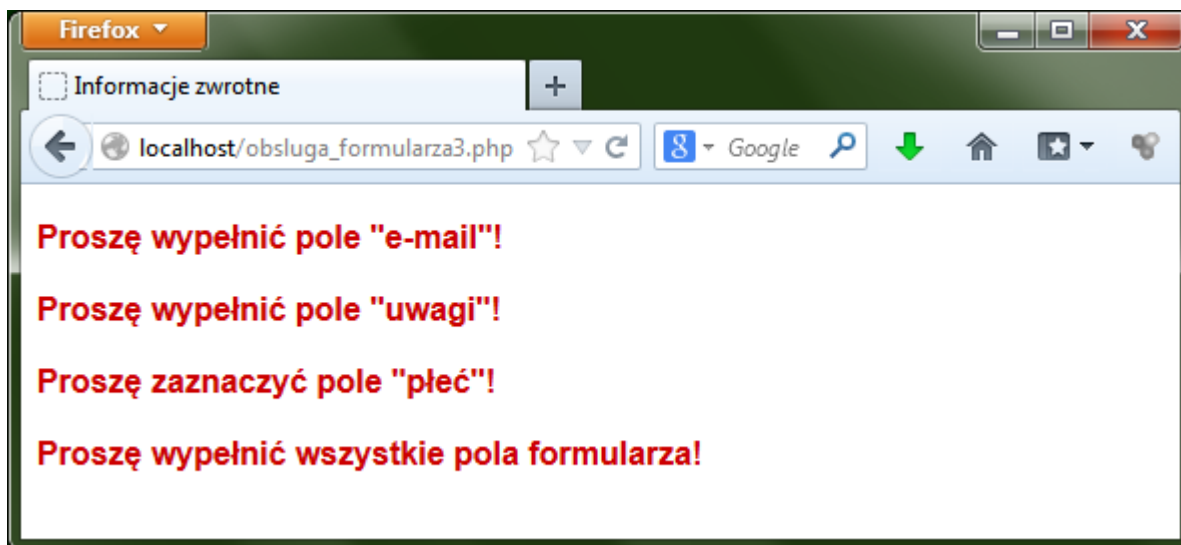 Firefox
Informacje zwrotne
localhost/obsluga_formularza3.php
Google
Proszę wypełnić pole "e-mail"!
Proszę wypełnić pole "uwagi"!
Proszę zaznaczyć pole "płeć"!
Proszę wypełnić wszystkie pola formularza!